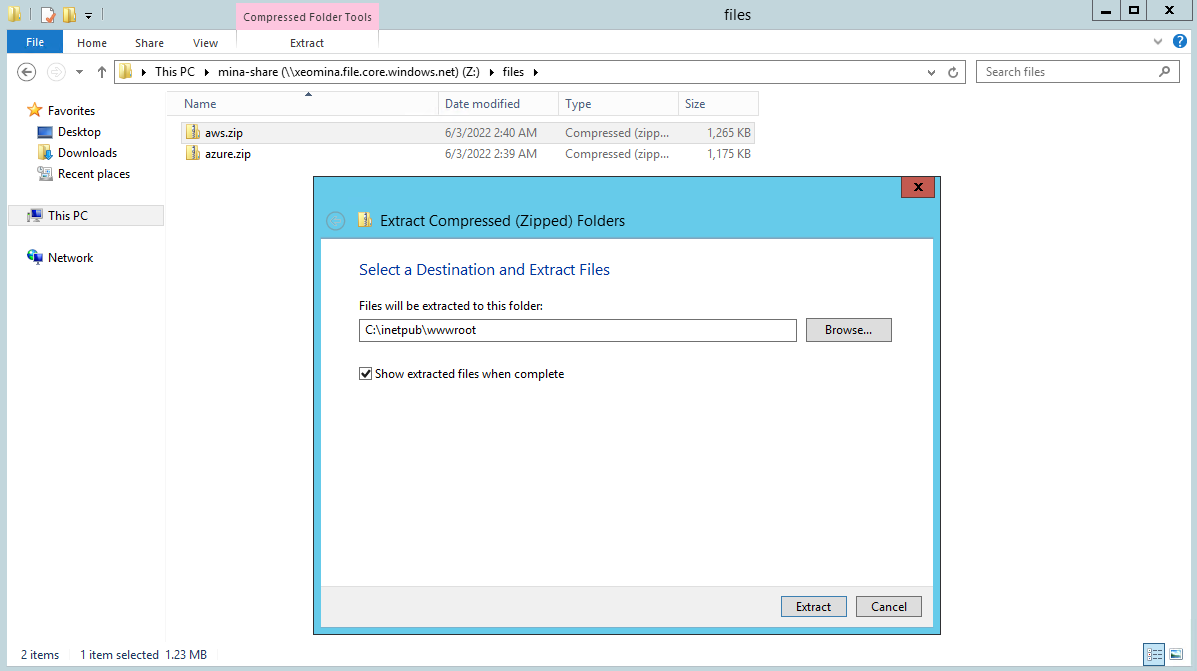 Compressed Folder Tools
files
File
Home
Share
View
Extract
This PC
mina-share (\\xeomina.file.core.windows.net) (Z:)
files
Search files
Favorites
Desktop
Downloads
Recent places
This PC
Network
Name
Date modified
Type
Size
aws.zip
6/3/2022 2:40 AM
Compressed (zipp...
1,265 KB
azure.zip
6/3/2022 2:39 AM
Compressed (zipp...
1,175 KB
Extract Compressed (Zipped) Folders
Select a Destination and Extract Files
Files will be extracted to this folder:
C:\inetpub\wwwroot
Browse...
Show extracted files when complete
Extract
Cancel
2 items
1 item selected 1.23 MB